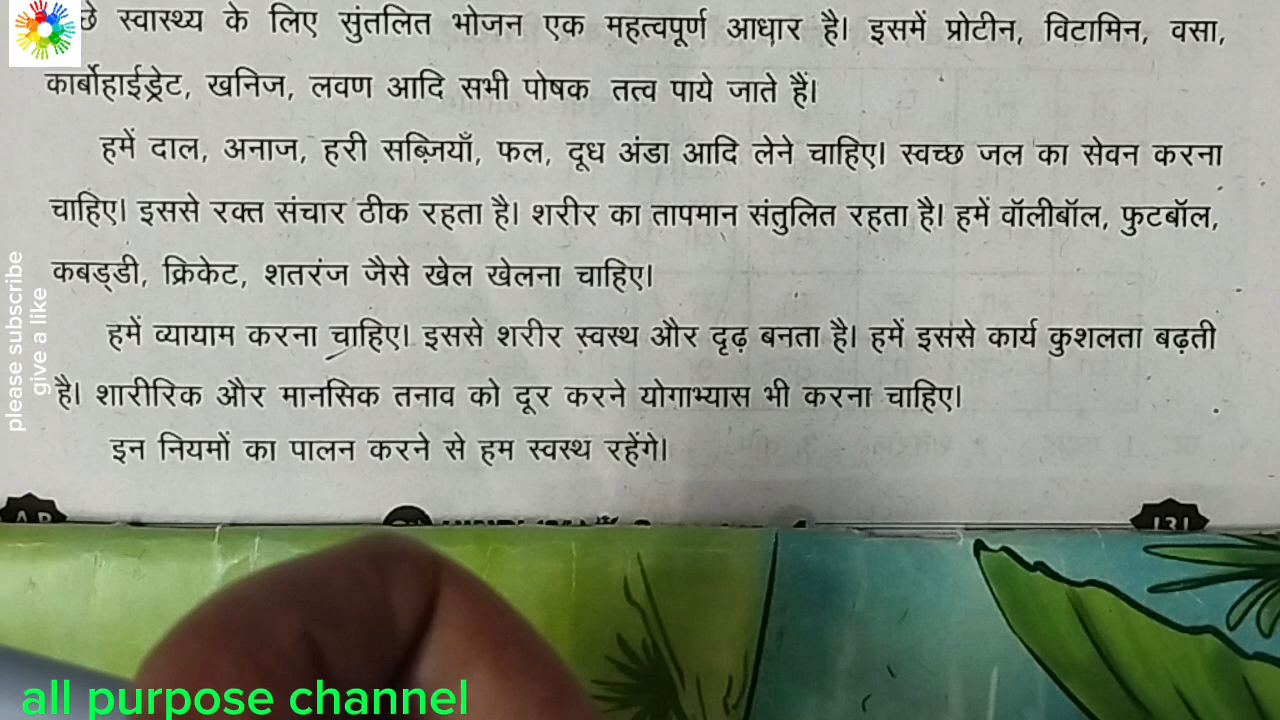 स्वास्थ्य के लिए सुंतलित भोजन एक महत्वपूर्ण आधार है। इसमें प्रोटीन, विटामिन, वसा,
कार्बोहाईड्रेट, खनिज, लवण आदि सभी पोषक तत्व पाये जाते हैं।
हमें दाल, अनाज, हरी सब्ज़ियाँ, फल, दूध अंडा आदि लेने चाहिए। स्वच्छ जल का सेवन करना
चाहिए। इससे रक्त संचार ठीक रहता है। शरीर का तापमान संतुलित रहता है। हमें वॉलीबॉल, फुटबॉल,
कबड्डी, क्रिकेट, शतरंज जैसे खेल खेलना चाहिए।
हमें व्यायाम करना चाहिए। इससे शरीर स्वस्थ और दृढ़ बनता है। हमें इससे कार्य कुशलता बढ़ती
है। शारीरिक और मानसिक तनाव को दूर करने योगाभ्यास भी करना चाहिए।
इन नियमों का पालन करने से हम स्वस्थ रहेंगे।
131
please subscribe
give a like
all purpose channel